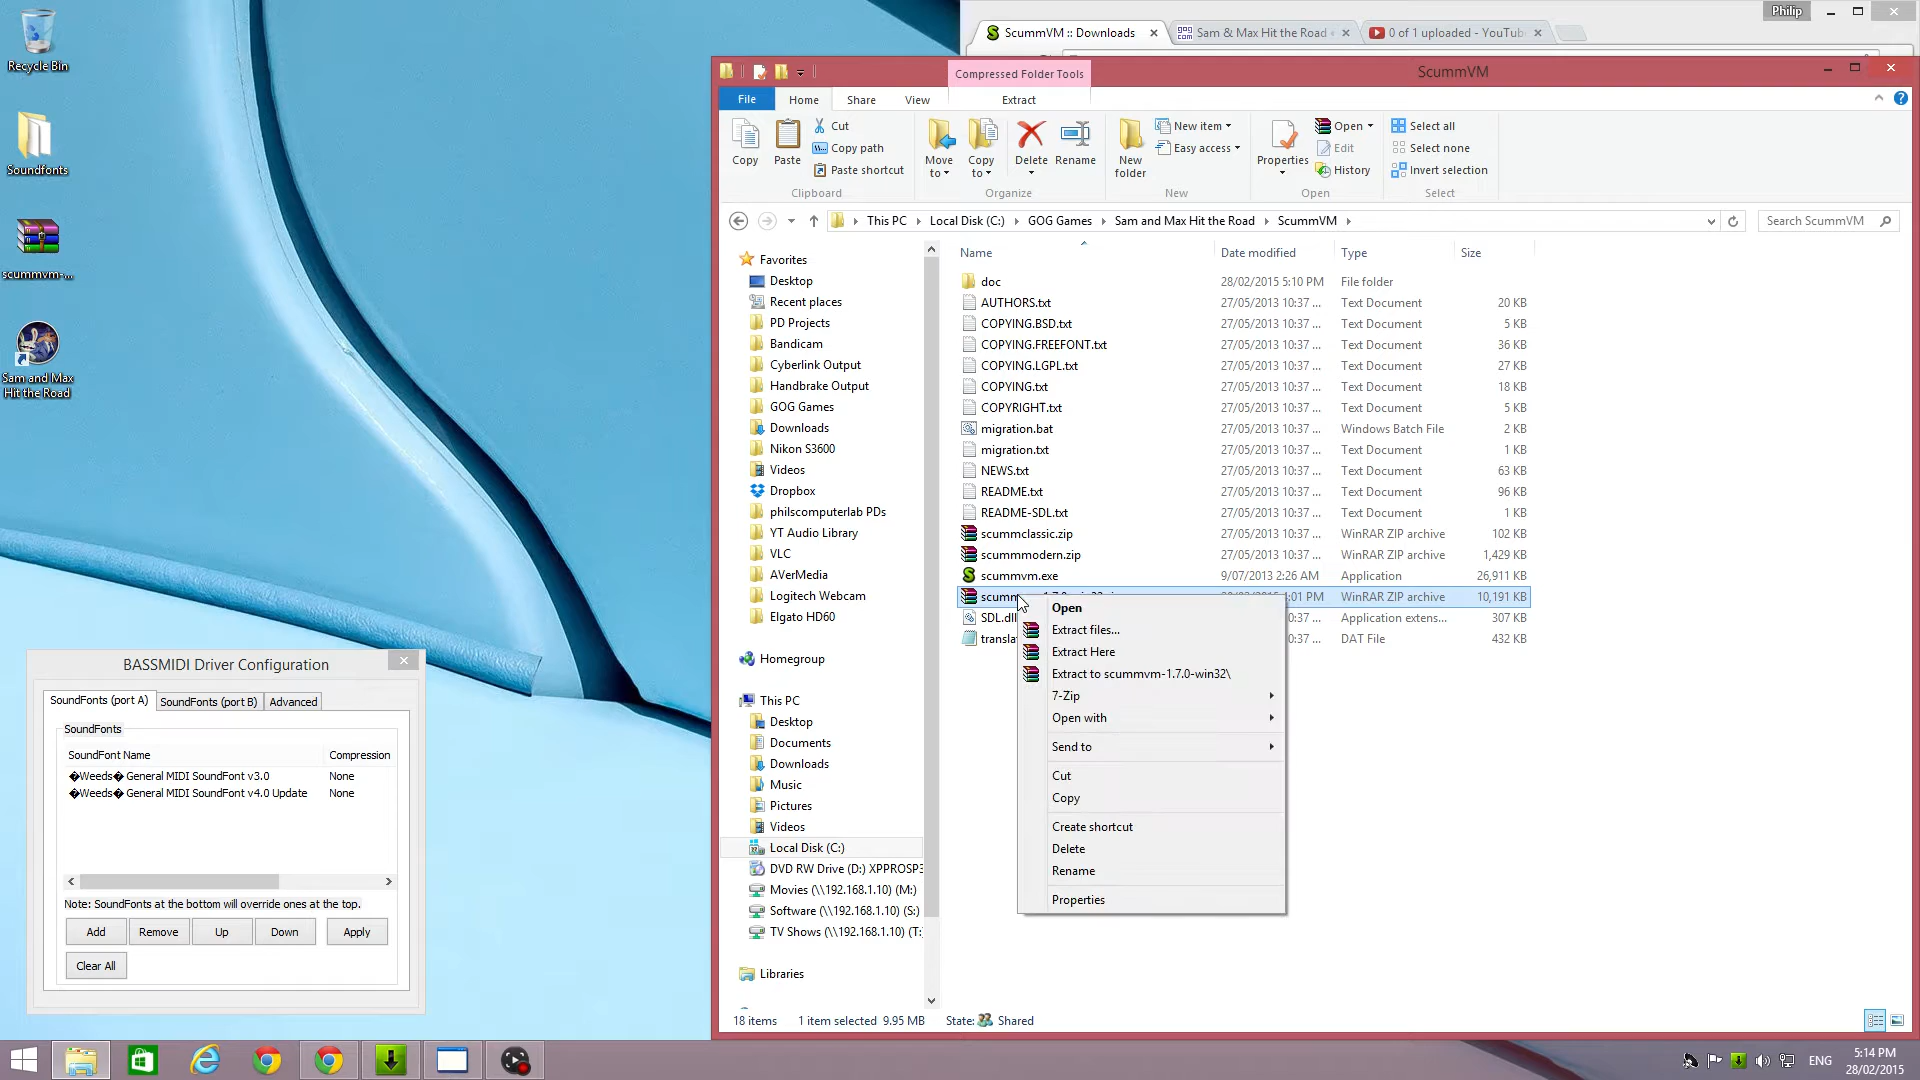 Philip
ScummVM :: Downloads
Sam & Max Hit the Road
0 of 1 uploaded - YouTub
Recycle Bin
Soundfonts
scummvm-...
Sam and Max
Hit the Road
Compressed Folder Tools
ScummVM
File
Home
Share
View
Extract
Copy
Paste
Cut
Copy path
Paste shortcut
Clipboard
Move
to
Copy
to
Delete
Rename
Organize
New
folder
New item
Easy access
New
Properties
Open
Edit
History
Open
Select all
Select none
Invert selection
Select
This PC
Local Disk (C:)
GOG Games
Sam and Max Hit the Road
ScummVM
Search ScummVM
Favorites
Desktop
Recent places
PD Projects
Bandicam
Cyberlink Output
Handbrake Output
GOG Games
Downloads
Nikon S3600
Videos
Dropbox
philscomputerlab PDs
YT Audio Library
VLC
AVerMedia
Logitech Webcam
Elgato HD60
Homegroup
This PC
Desktop
Documents
Downloads
Music
Pictures
Videos
Local Disk (C:)
DVD RW Drive (D:) XPPROSP3
Movies (\\192.168.1.10) (M:)
Software (\\192.168.1.10) (S:)
TV Shows (\\192.168.1.10) (T:
Libraries
Name Date modified Type Size
doc 28/02/2015 5:10 PM File folder
AUTHORS.txt 27/05/2013 10:37 ... Text Document 20 KB
COPYING.BSD.txt 27/05/2013 10:37 ... Text Document 5 KB
COPYING.FREEFONT.txt 27/05/2013 10:37 ... Text Document 36 KB
COPYING.LGPL.txt 27/05/2013 10:37 ... Text Document 27 KB
COPYING.txt 27/05/2013 10:37 ... Text Document 18 KB
COPYRIGHT.txt 27/05/2013 10:37 ... Text Document 5 KB
migration.bat 27/05/2013 10:37 ... Windows Batch File 2 KB
migration.txt 27/05/2013 10:37 ... Text Document 1 KB
NEWS.txt 27/05/2013 10:37 ... Text Document 63 KB
README.txt 27/05/2013 10:37 ... Text Document 96 KB
README-SDL.txt 27/05/2013 10:37 ... Text Document 1 KB
scummclassic.zip 27/05/2013 10:37 ... WinRAR ZIP archive 102 KB
scummmodern.zip 27/05/2013 10:37 ... WinRAR ZIP archive 1,429 KB
scummvm.exe 9/07/2013 2:26 AM Application 26,911 KB
scumm :01 PM WinRAR ZIP archive 10,191 KB
SDL.dll 0:37 ... Application extens... 307 KB
transla 0:37 ... DAT File 432 KB
Open
Extract files...
Extract Here
Extract to scummvm-1.7.0-win32\
7-Zip
Open with
Send to
Cut
Copy
Create shortcut
Delete
Rename
Properties
18 items 1 item selected 9.95 MB State: Shared
BASSMIDI Driver Configuration
SoundFonts (port A) SoundFonts (port B) Advanced
SoundFonts
SoundFont Name Compression
�Weeds� General MIDI SoundFont v3.0 None
�Weeds� General MIDI SoundFont v4.0 Update None
Note: SoundFonts at the bottom will override ones at the top.
Add Remove Up Down Apply
Clear All
ENG
5:14 PM
28/02/2015